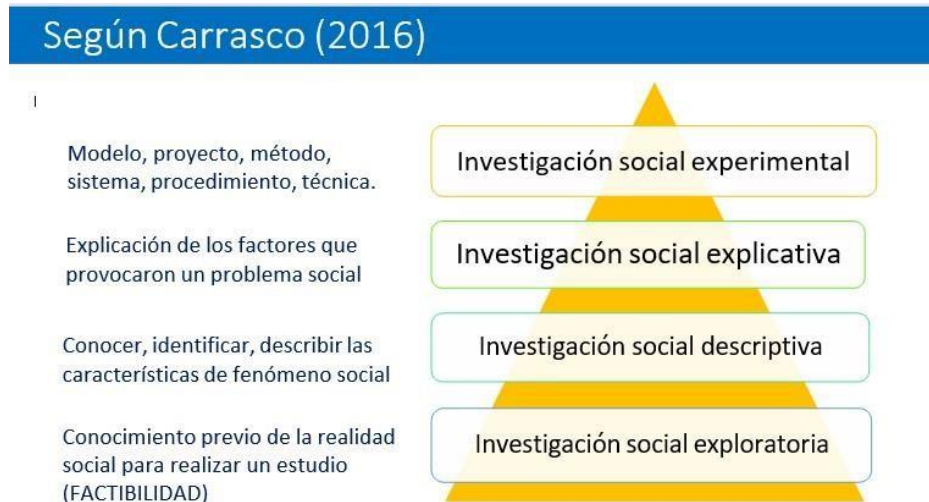 Según Carrasco (2016)
Modelo, proyecto, método,
sistema, procedimiento, técnica.
Investigación social experimental
Explicación de los factores que
provocaron un problema social
Investigación social explicativa
Conocer, identificar, describir las
características de fenómeno social
Investigación social descriptiva
Conocimiento previo de la realidad
social para realizar un estudio
(FACTIBILIDAD)
Investigación social exploratoria